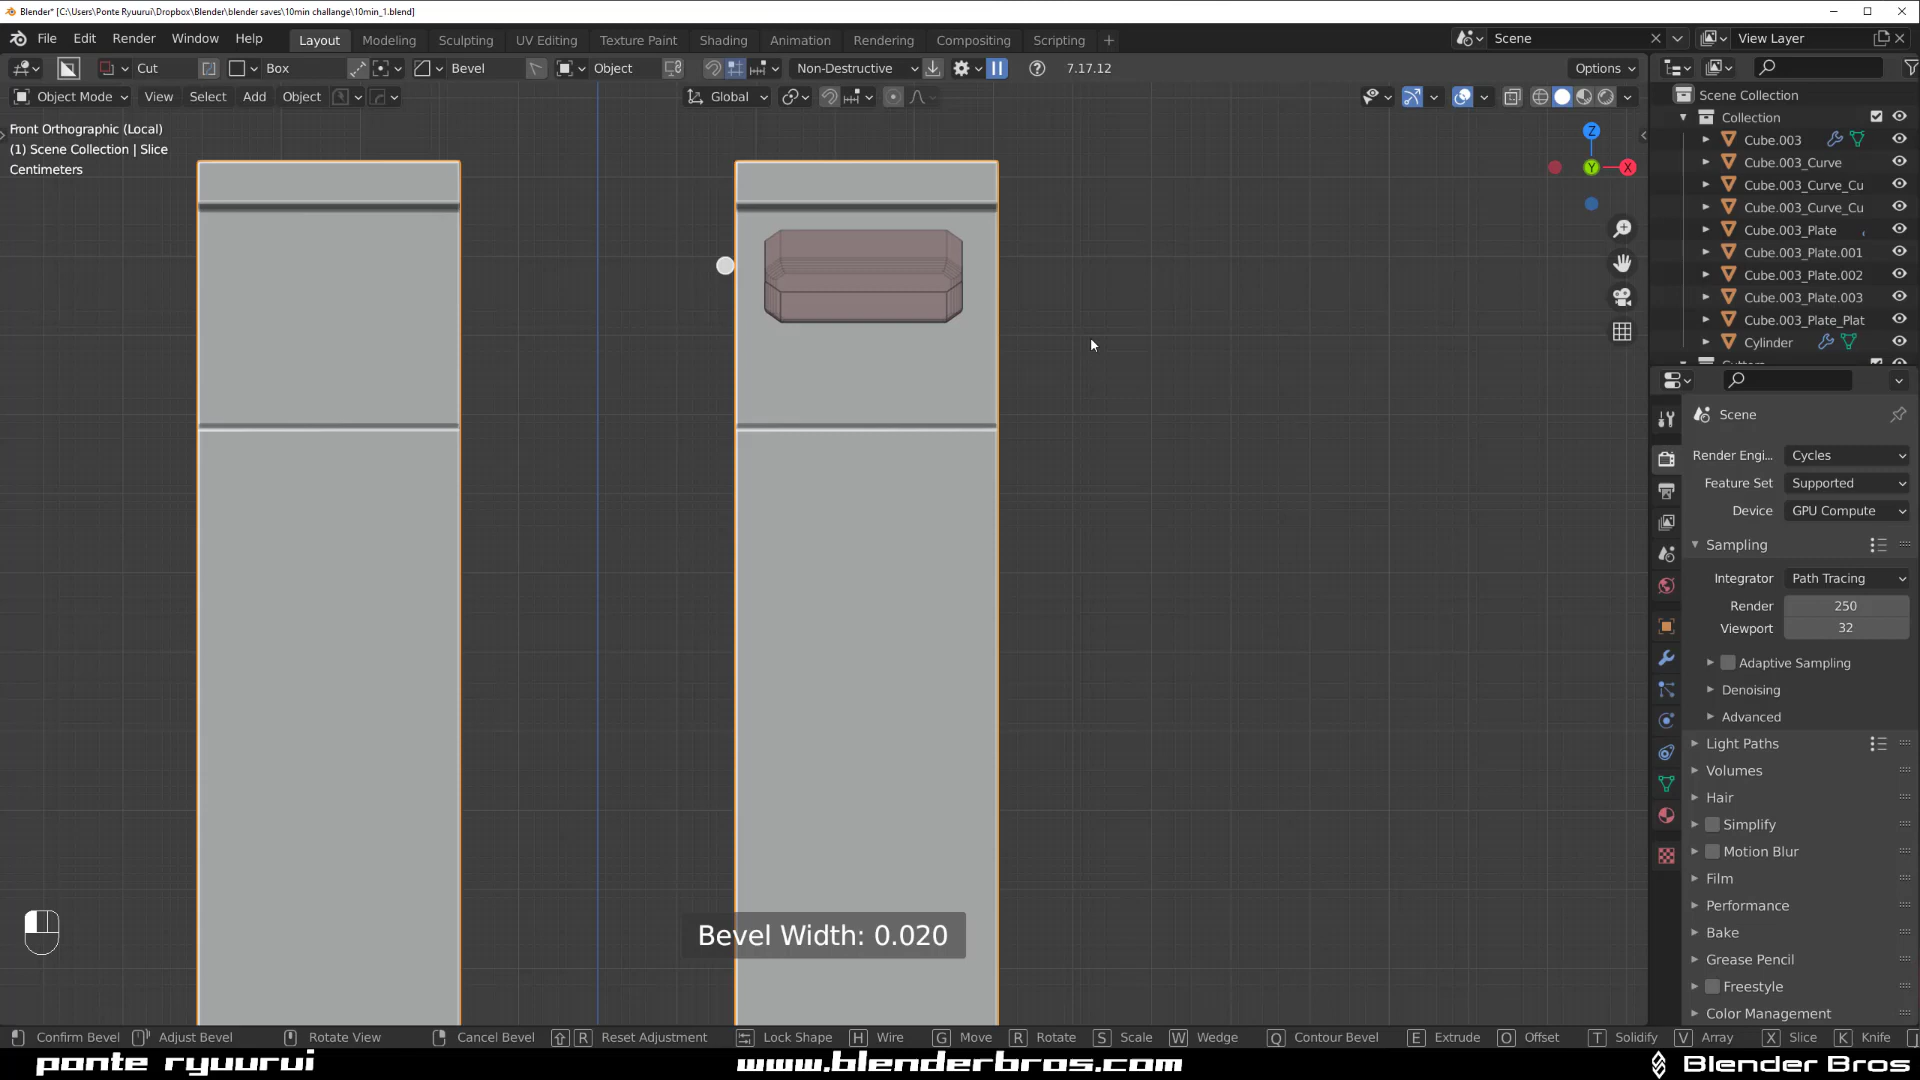 Blender* [C:\Users\Ponte Ryuurui\Dropbox\Blender\blender saves\10min challange\10min_1.blend]
File Edit Render Window Help Layout Modeling Sculpting UV Editing Texture Paint Shading Animation Rendering Compositing Scripting + Scene View Layer
Cut Box Bevel Object Non-Destructive 7.17.12 Options
Object Mode View Select Add Object Global
Front Orthographic (Local)
(1) Scene Collection | Slice
Centimeters
Z
Y
X
Bevel Width: 0.020
Scene Collection
Collection
Cube.003
Cube.003_Curve
Cube.003_Curve_Cu
Cube.003_Curve_Cu
Cube.003_Plate
Cube.003_Plate.001
Cube.003_Plate.002
Cube.003_Plate.003
Cube.003_Plate_Plat
Cylinder
Scene
Render Engi... Cycles
Feature Set Supported
Device GPU Compute
Sampling
Integrator Path Tracing
Render 250
Viewport 32
Adaptive Sampling
Denoising
Advanced
Light Paths
Volumes
Hair
Simplify
Motion Blur
Film
Performance
Bake
Grease Pencil
Freestyle
Color Management
Confirm Bevel Adjust Bevel Rotate View Cancel Bevel R Reset Adjustment Lock Shape H Wire G Move R Rotate S Scale W Wedge Q Contour Bevel E Extrude O Offset T Solidify V Array X Slice K Knife
ponte ryuurui www.blenderbros.com Blender Bros